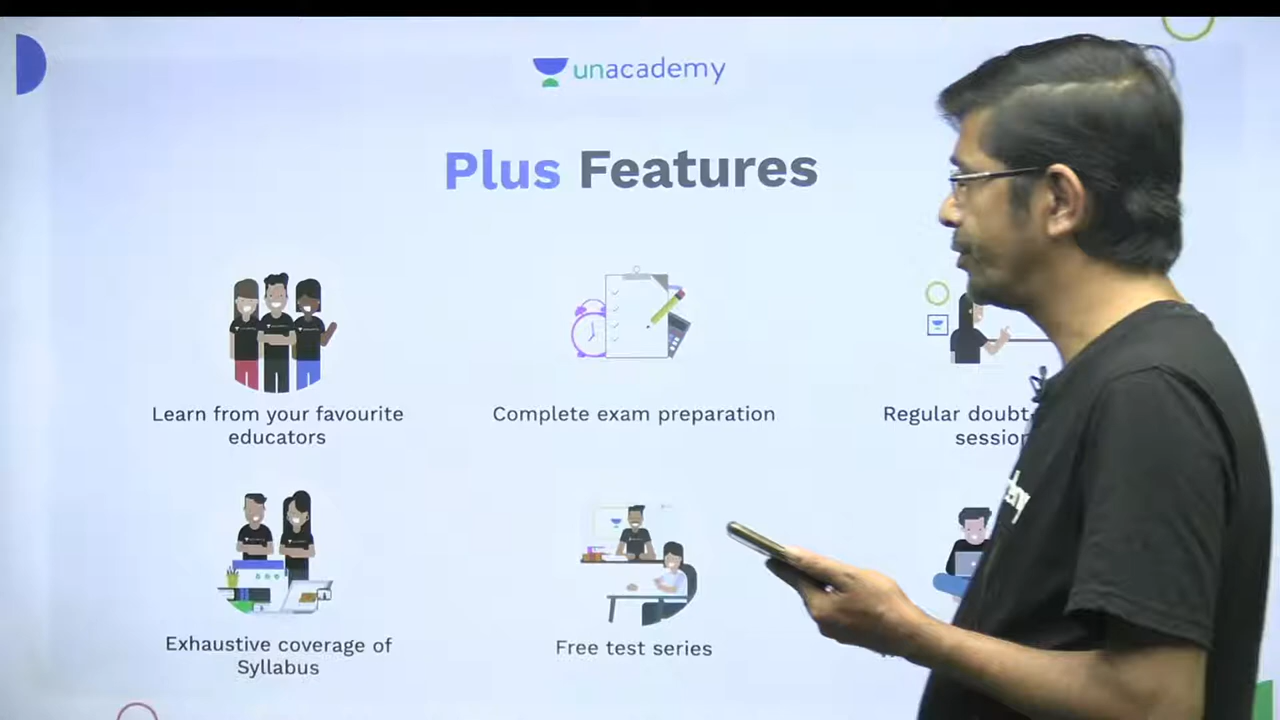 unacademy
Plus Features
Learn from your favourite
educators
Complete exam preparation
Regular doubt
Exhaustive coverage of
Syllabus
Free test series